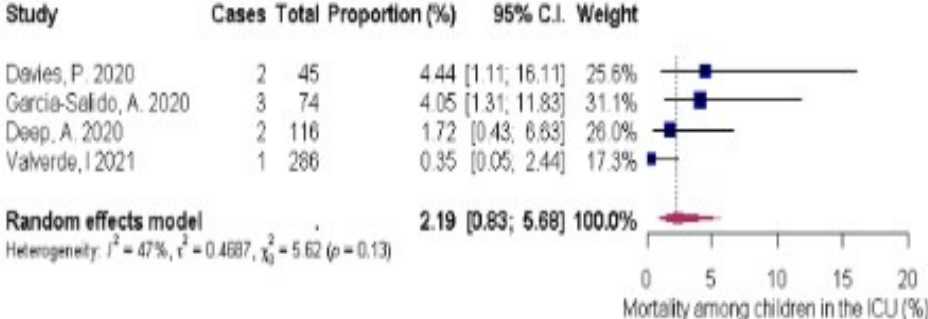 Study Cases Total Proportion (%) 95% C.I. Weight
Davies, P. 2020 2 45 4.44 [1.11; 16.11] 25.6%
Garcia-Salido, A. 2020 3 74 4.05 [1.31; 11.83] 31.1%
Deep, A. 2020 2 116 1.72 [0.43; 6.63] 26.0%
Valverde, I 2021 1 286 0.35 [0.05; 2.44] 17.3%
Random effects model . 2.19 [0.83; 5.68] 100.0%
Heterogeneity: I² = 47%, τ² = 0.4687, χ²₃ = 5.62 (p = 0.13)
0 5 10 15 20
Mortality among children in the ICU (%)